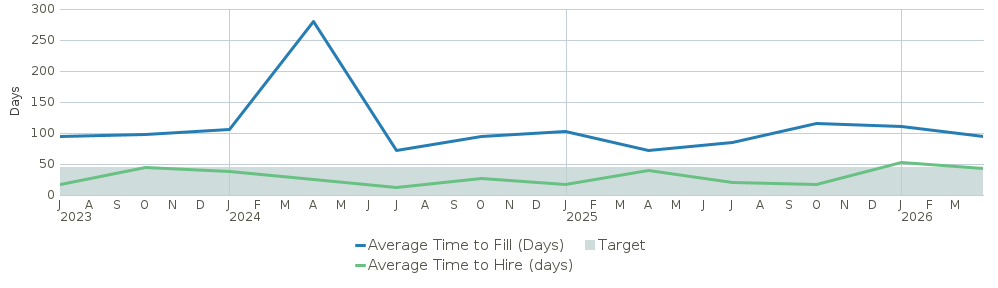 300
250
200
150
100
50
0
Days
J A S O N D J F M A M J J A S O N D J F M A M J J A S O N D J F M
2023 2024 2025 2026
Average Time to Fill (Days) Target
Average Time to Hire (days)